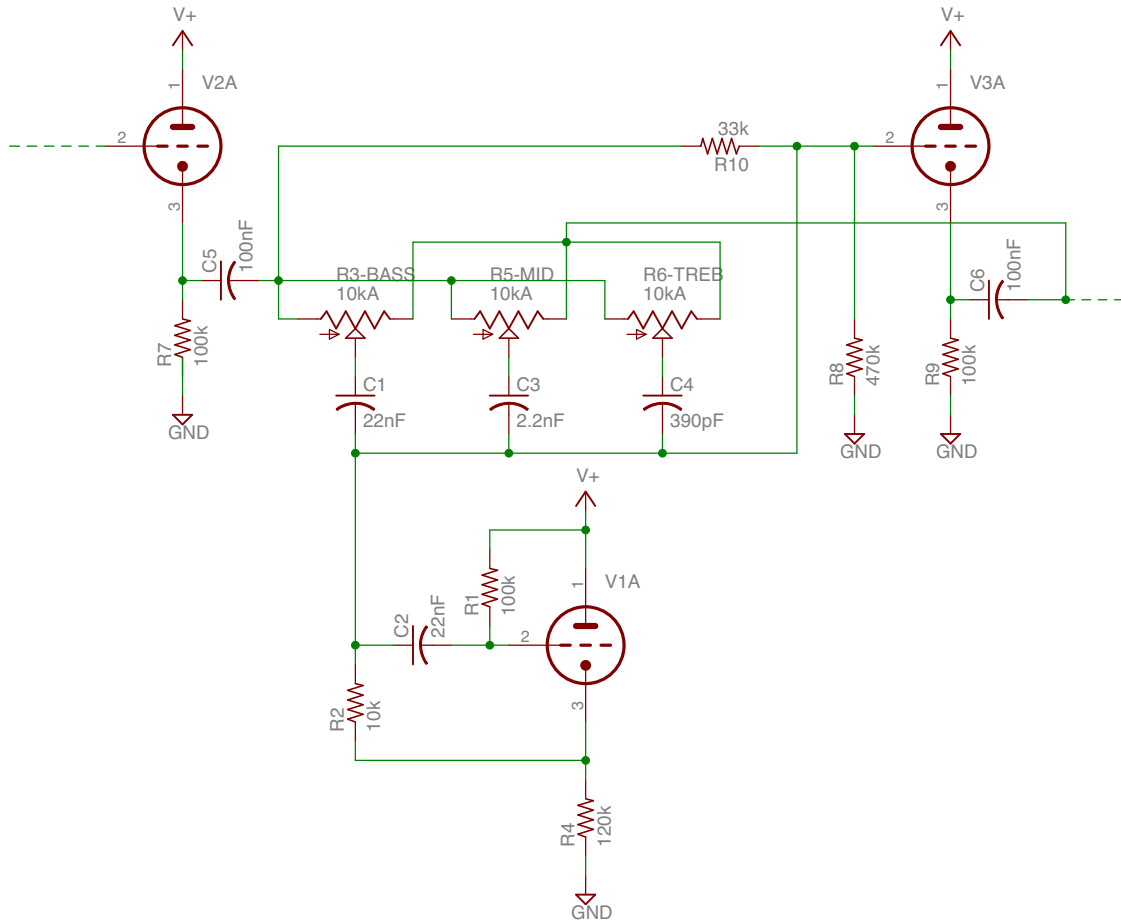 V+
V+
1
V2A
1
V3A
2
33k
R10
2
3
3
C5
100nF
C6
100nF
R3-BASS
10kA
R5-MID
10kA
R6-TREB
10kA
R7
100k
R8
470k
R9
100k
C1
22nF
C3
2.2nF
C4
390pF
GND
GND
GND
V+
R1
100k
1
V1A
C2
22nF
2
R2
10k
3
R4
120k
GND